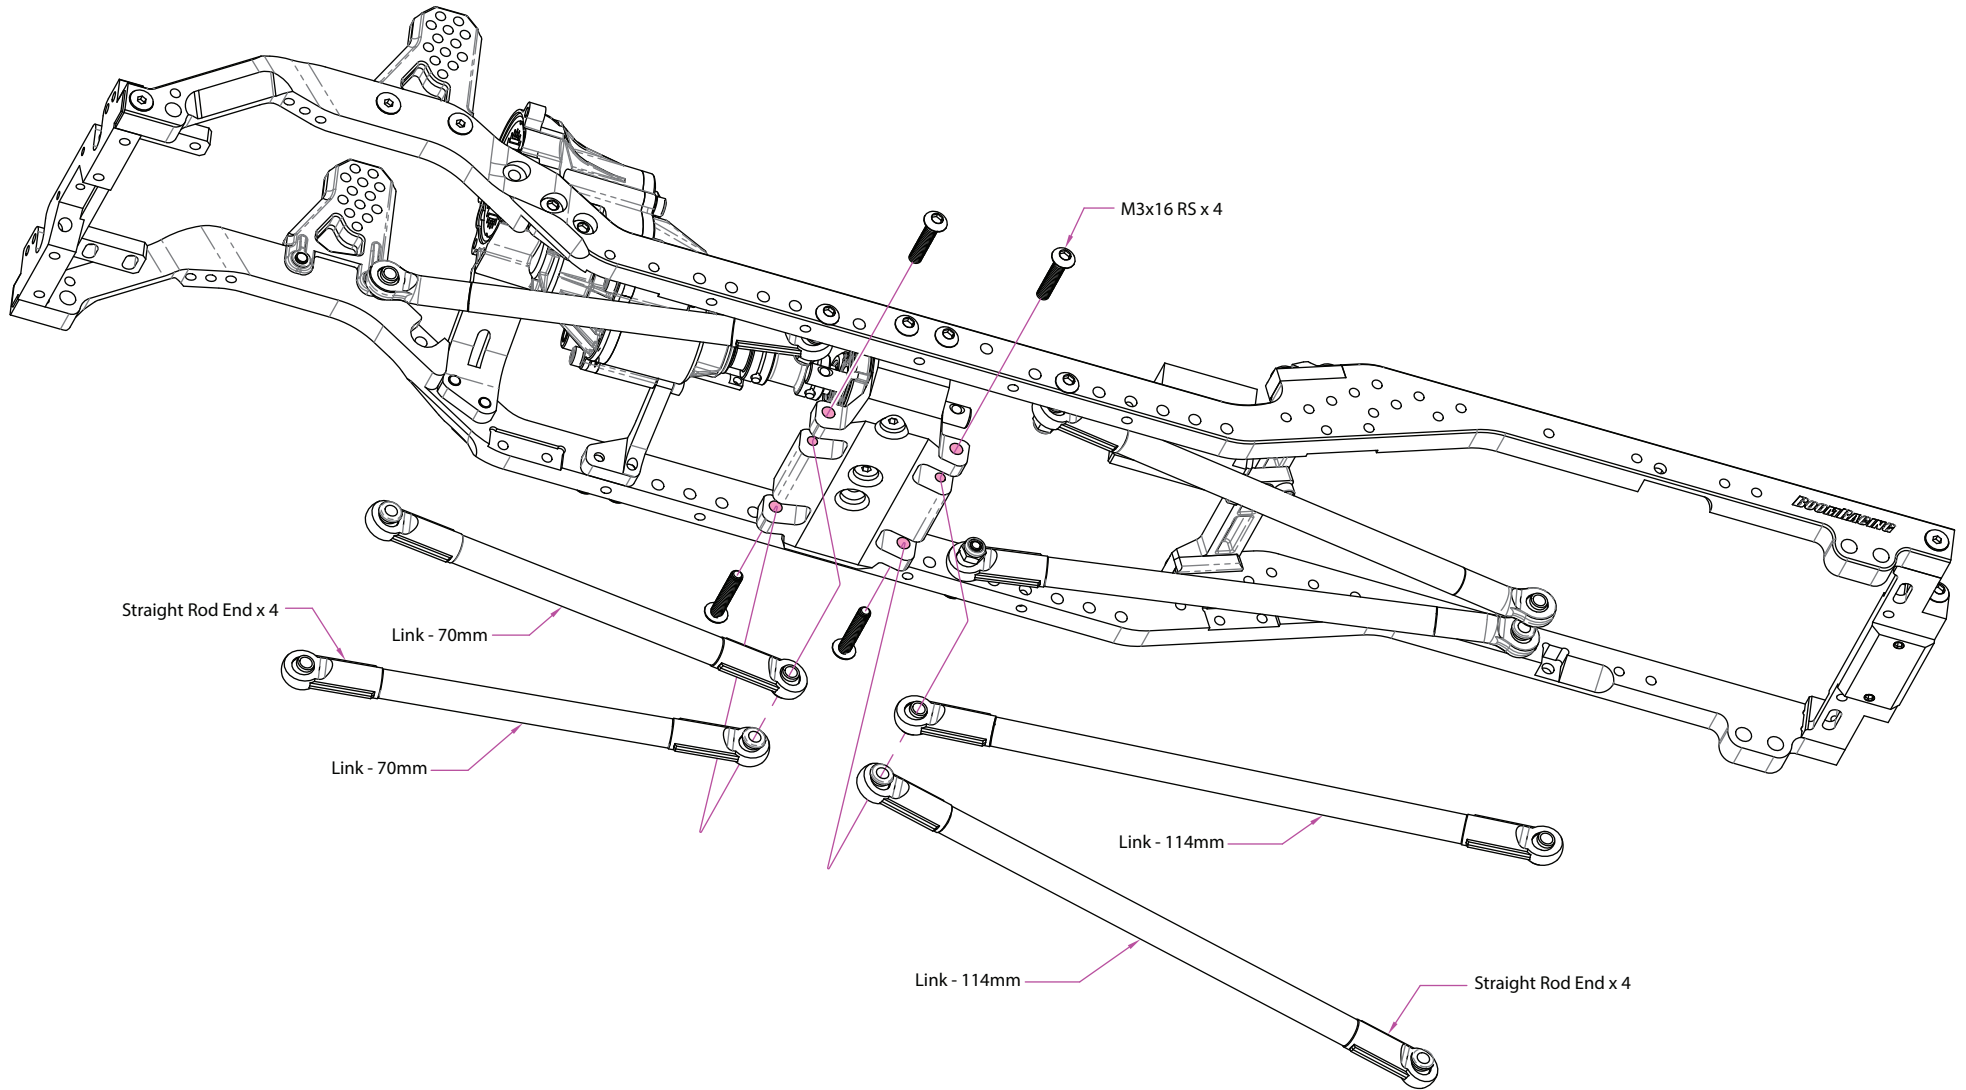 M3x16 RS x 4
BOOMRACING
Straight Rod End x 4
Link - 70mm
Link - 70mm
Link - 114mm
Link - 114mm
Straight Rod End x 4